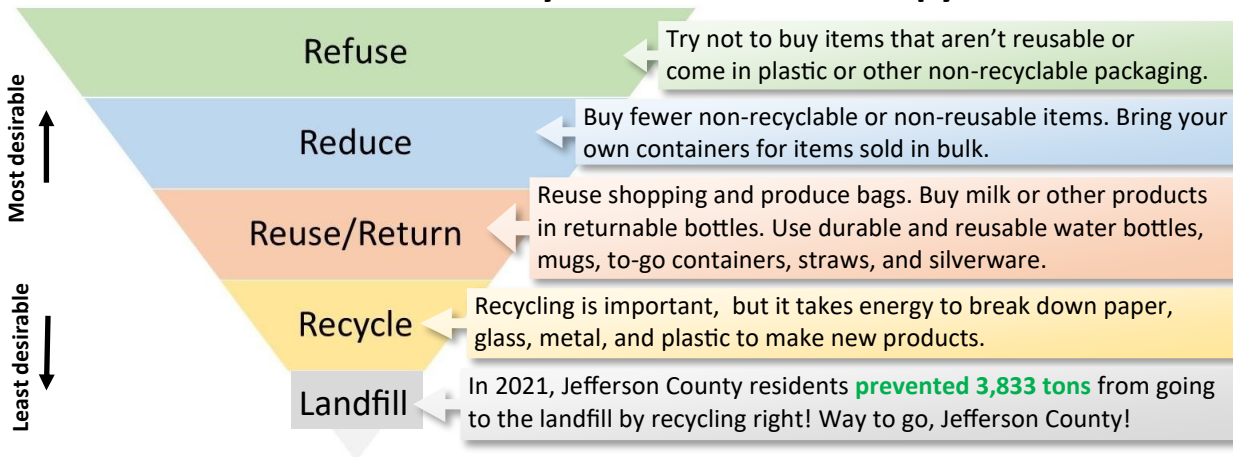 Refuse
Try not to buy items that aren't reusable or
come in plastic or other non-recyclable packaging.
Most desirable
Reduce
Buy fewer non-recyclable or non-reusable items. Bring your
own containers for items sold in bulk.
Reuse/Return
Reuse shopping and produce bags. Buy milk or other products
in returnable bottles. Use durable and reusable water bottles,
mugs, to-go containers, straws, and silverware.
Least desirable
Recycle
Recycling is important,  but it takes energy to break down paper,
glass, metal, and plastic to make new products.
Landfill
In 2021, Jefferson County residents prevented 3,833 tons from going
to the landfill by recycling right! Way to go, Jefferson County!